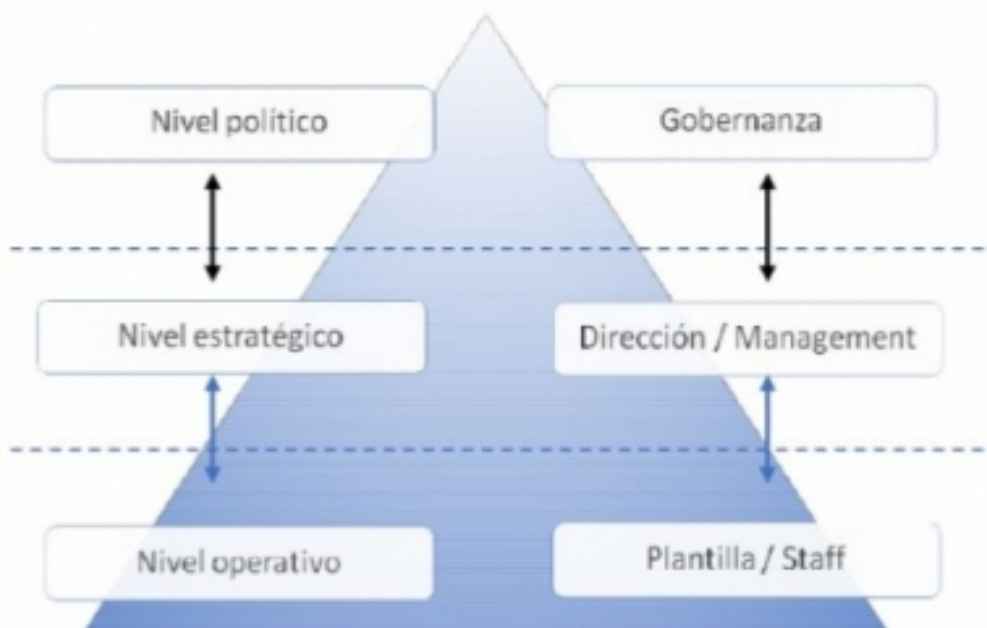 Nivel político
Gobernanza
Nivel estratégico
Dirección / Management
Nivel operativo
Plantilla / Staff